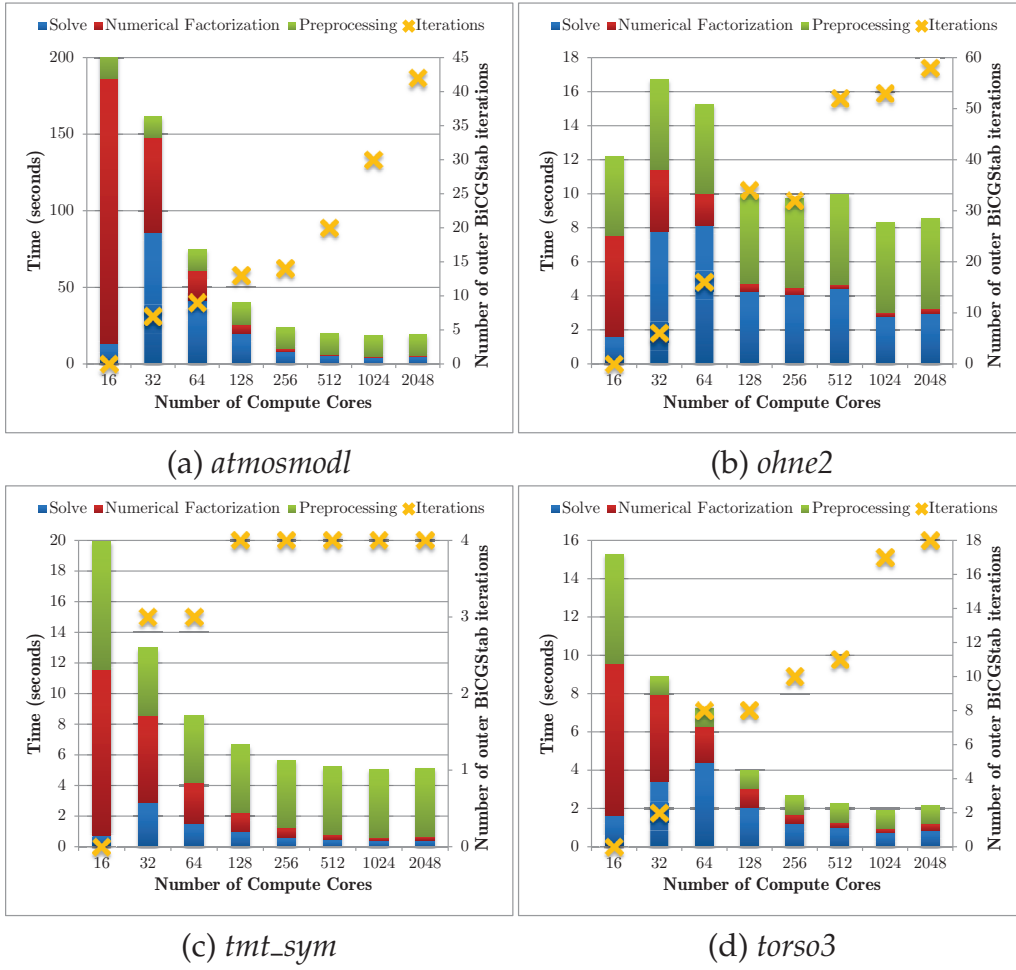 Solve Numerical Factorization Preprocessing Iterations
200
150
100
50
0
45
40
35
30
25
20
15
10
5
0
Time (seconds)
Number of outer BiCGStab iterations
16 32 64 128 256 512 1024 2048
Number of Compute Cores
(a) atmosmodl
Solve Numerical Factorization Preprocessing Iterations
18
16
14
12
10
8
6
4
2
0
60
50
40
30
20
10
0
Time (seconds)
Number of outer BiCGStab iterations
16 32 64 128 256 512 1024 2048
Number of Compute Cores
(b) ohne2
Solve Numerical Factorization Preprocessing Iterations
20
18
16
14
12
10
8
6
4
2
0
4
3
2
1
0
Time (seconds)
Number of outer BiCGStab iterations
16 32 64 128 256 512 1024 2048
Number of Compute Cores
(c) tmt_sym
Solve Numerical Factorization Preprocessing Iterations
16
14
12
10
8
6
4
2
0
18
16
14
12
10
8
6
4
2
0
Time (seconds)
Number of outer BiCGStab iterations
16 32 64 128 256 512 1024 2048
Number of Compute Cores
(d) torso3